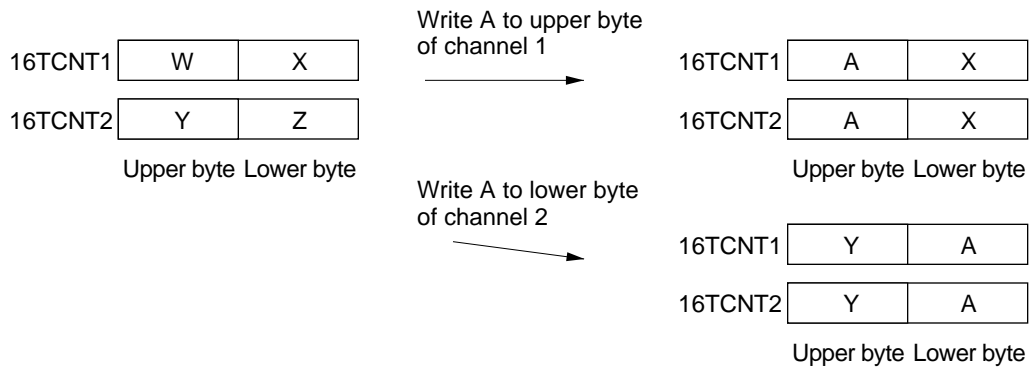 Write A to upper byte
of channel 1
16TCNT1 W X
16TCNT2 Y Z
Upper byte Lower byte
16TCNT1 A X
16TCNT2 A X
Upper byte Lower byte
Write A to lower byte
of channel 2
16TCNT1 Y A
16TCNT2 Y A
Upper byte Lower byte